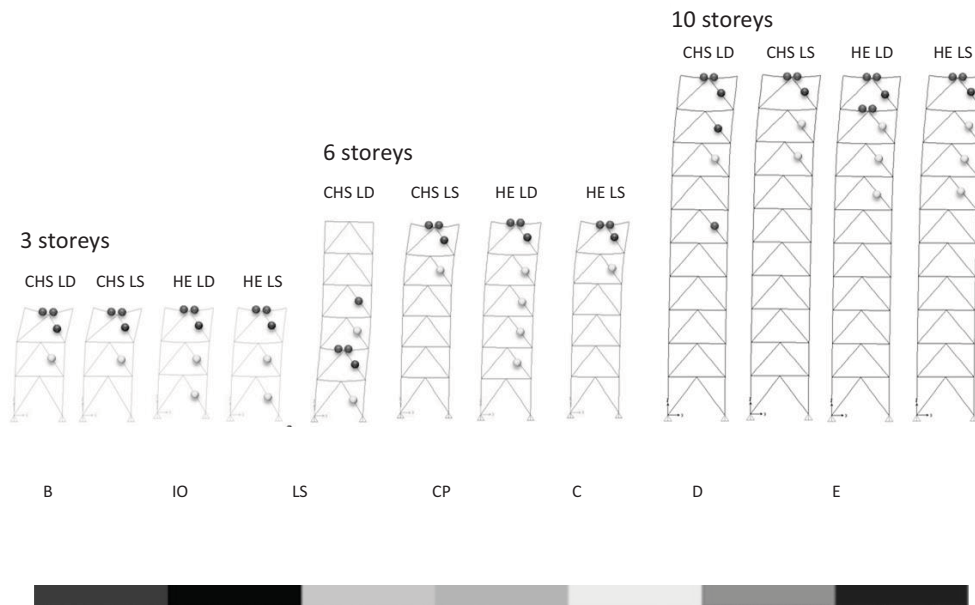 10 storeys
CHS LD CHS LS HE LD HE LS
6 storeys
CHS LD CHS LS HE LD HE LS
3 storeys
CHS LD CHS LS HE LD HE LS
B IO LS CP C D E